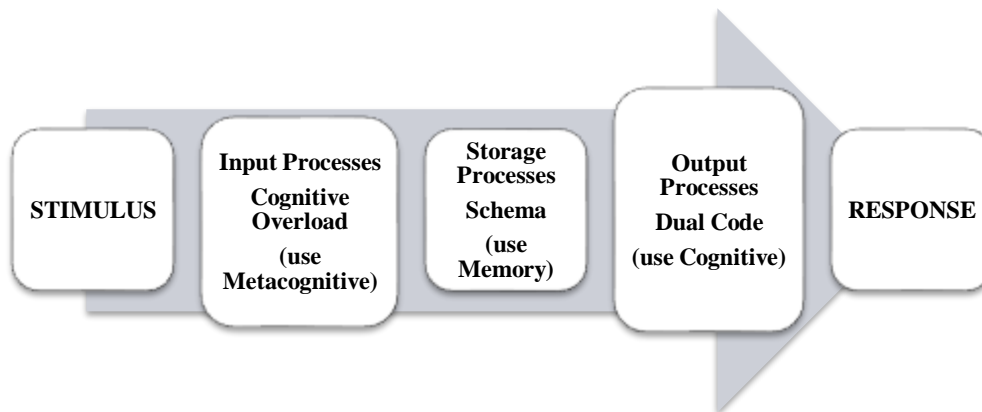 STIMULUS
Input Processes
Cognitive
Overload
(use
Metacognitive)
Storage
Processes
Schema
(use
Memory)
Output
Processes
Dual Code
(use Cognitive)
RESPONSE